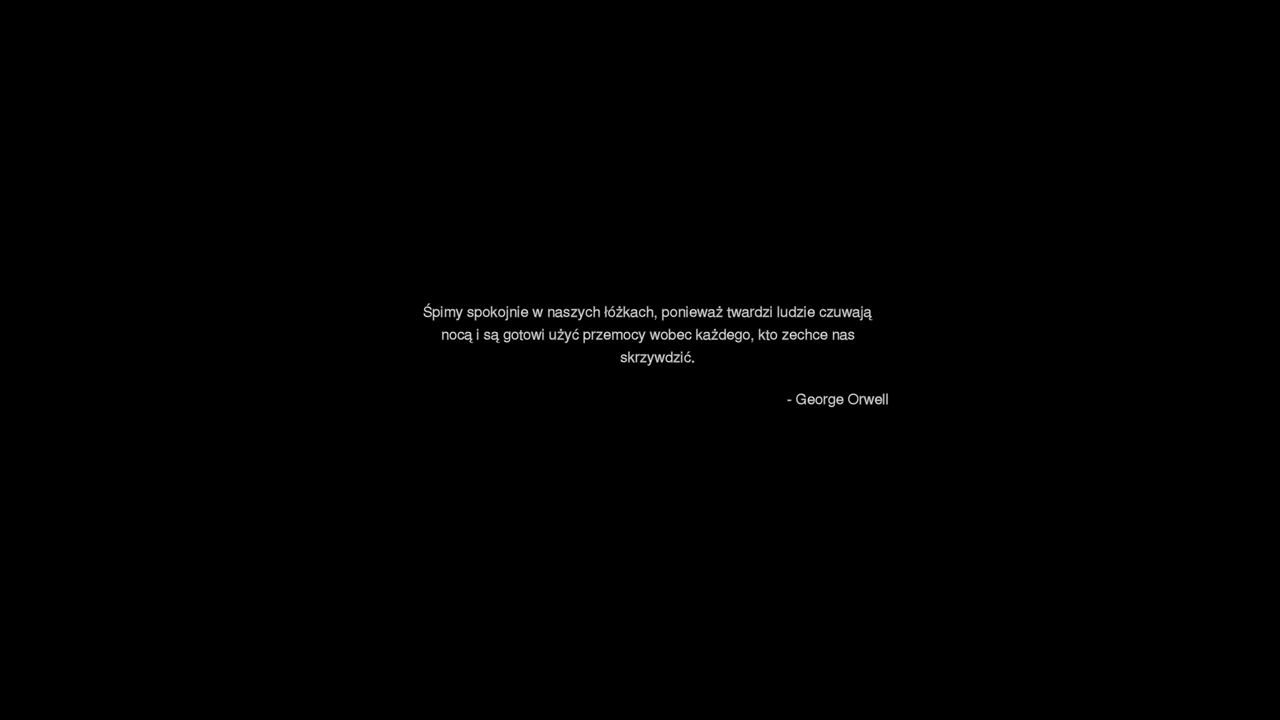 Śpimy spokojnie w naszych łóżkach, ponieważ twardzi ludzie czuwają
nocą i są gotowi użyć przemocy wobec każdego, kto zechce nas
skrzywdzić.
- George Orwell